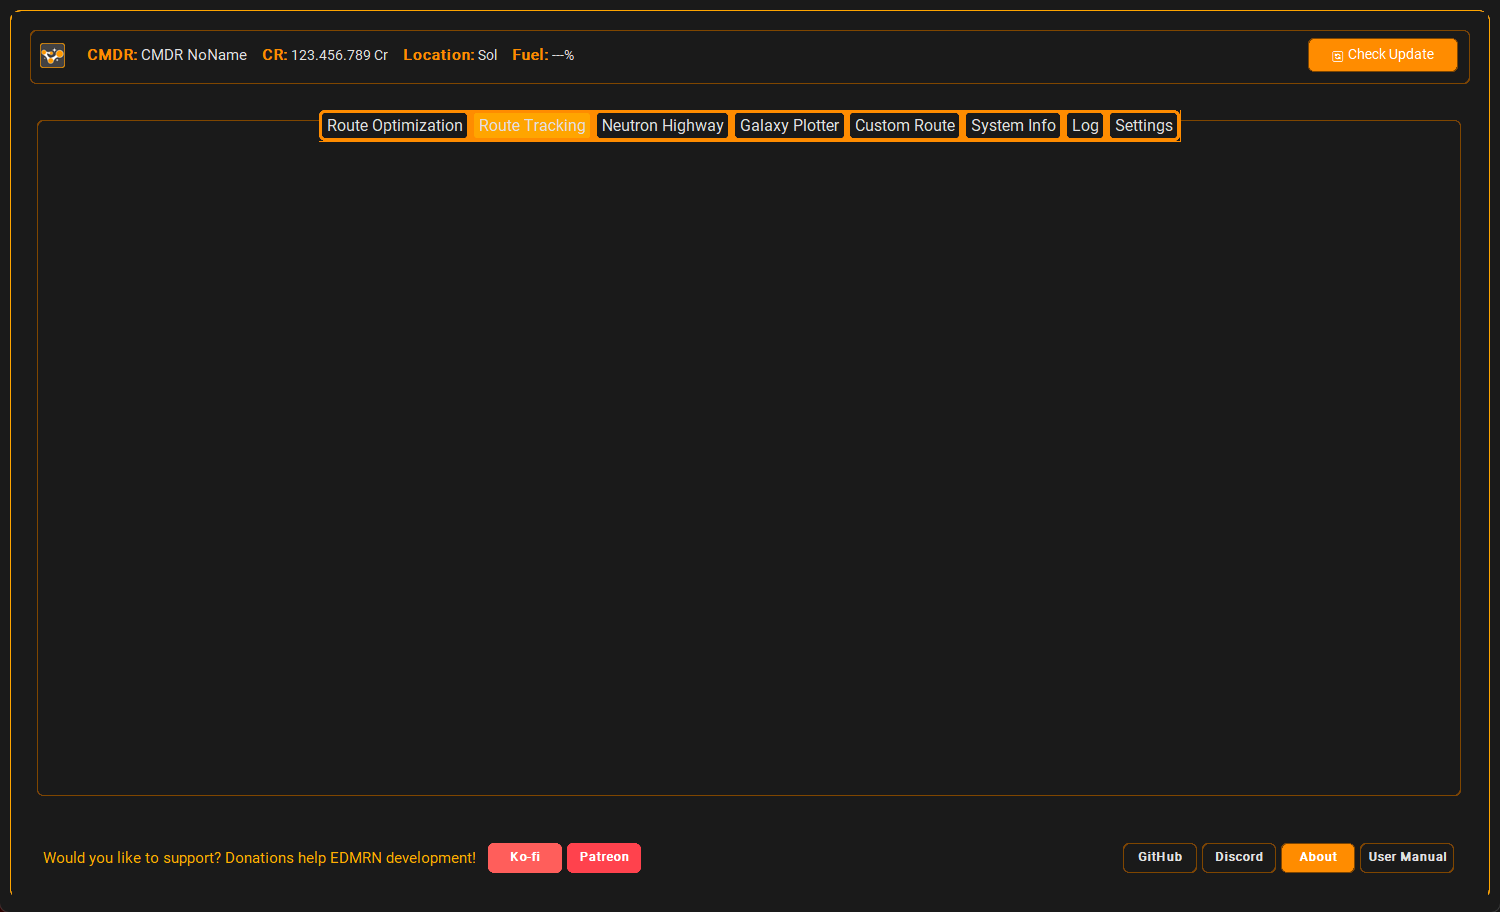 CMDR: CMDR NoName CR: 123.456.789 Cr Location: Sol Fuel: ---% Check Update
Route Optimization Route Tracking Neutron Highway Galaxy Plotter Custom Route System Info Log Settings
Would you like to support? Donations help EDMRN development! Ko-fi Patreon GitHub Discord About User Manual